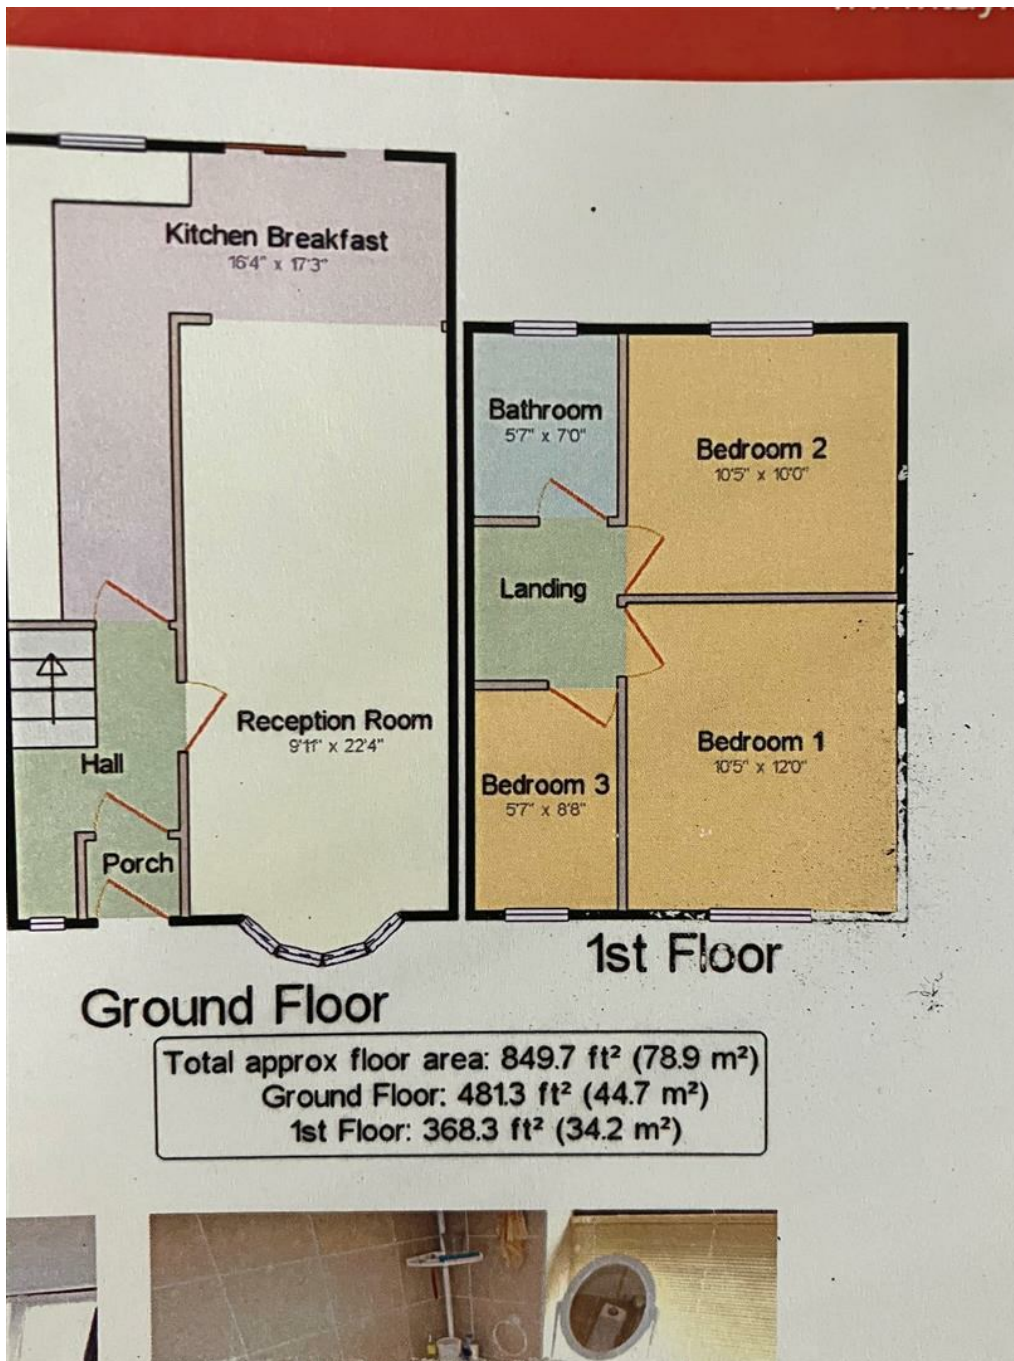 Kitchen Breakfast
16'4" x 17'3"
Bathroom
5'7" x 7'0"
Bedroom 2
10'5" x 10'0"
Landing
Reception Room
9'11" x 22'4"
Hall
Bedroom 1
10'5" x 12'0"
Bedroom 3
5'7" x 8'8"
Porch
1st Floor
Ground Floor
Total approx floor area: 849.7 ft² (78.9 m²)
Ground Floor: 481.3 ft² (44.7 m²)
1st Floor: 368.3 ft² (34.2 m²)